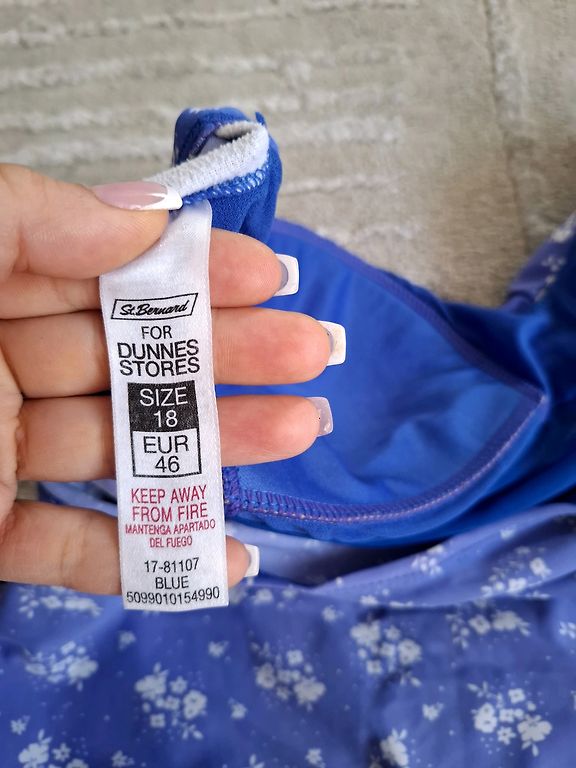 St. Bernard
FOR
DUNNES
STORES
SIZE
18
EUR
46
KEEP AWAY
FROM FIRE
MANTENGA APARTADO
DEL FUEGO
17-81107
BLUE
5099010154990